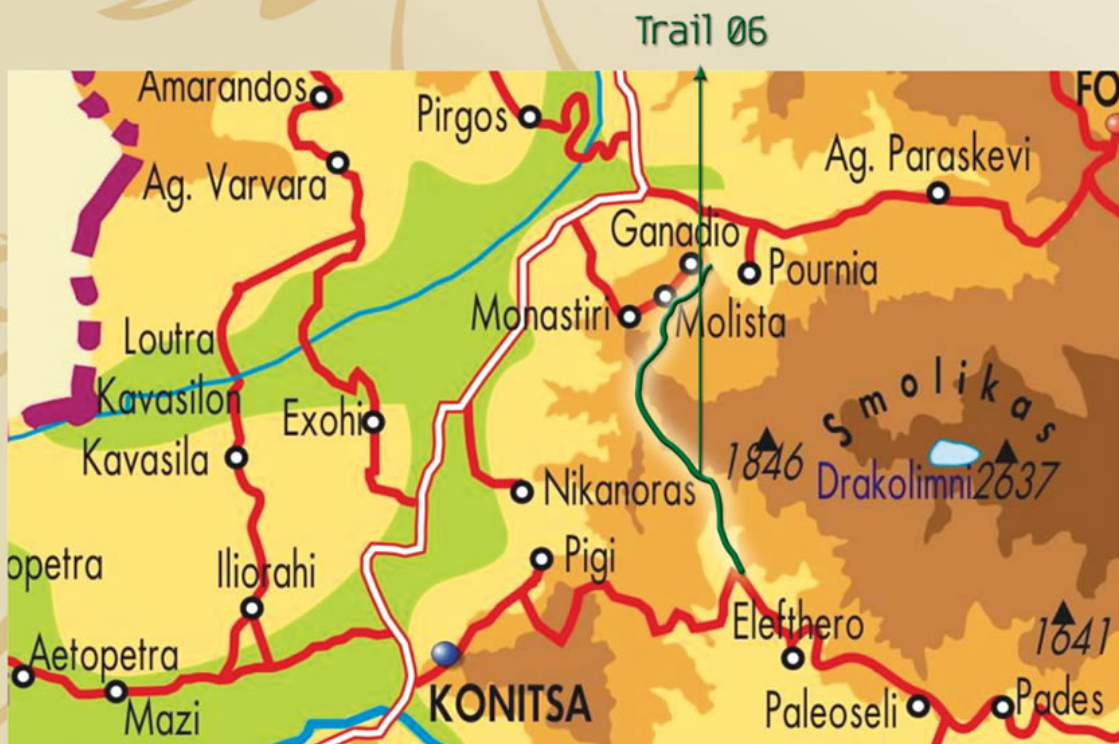 Trail 06
Amarandos
Pirgos
FO
Ag. Varvara
Ag. Paraskevi
Ganadio
Pournia
Monastiri
Molista
Loutra
Kavasilon
Exohi
Kavasila
Smolikas
1846
Drakolimni
2637
Nikanoras
opetra
Iliorahi
Pigi
Elefthero
1641
Aetopetra
Mazi
KONITSA
Paleoseli
Pades